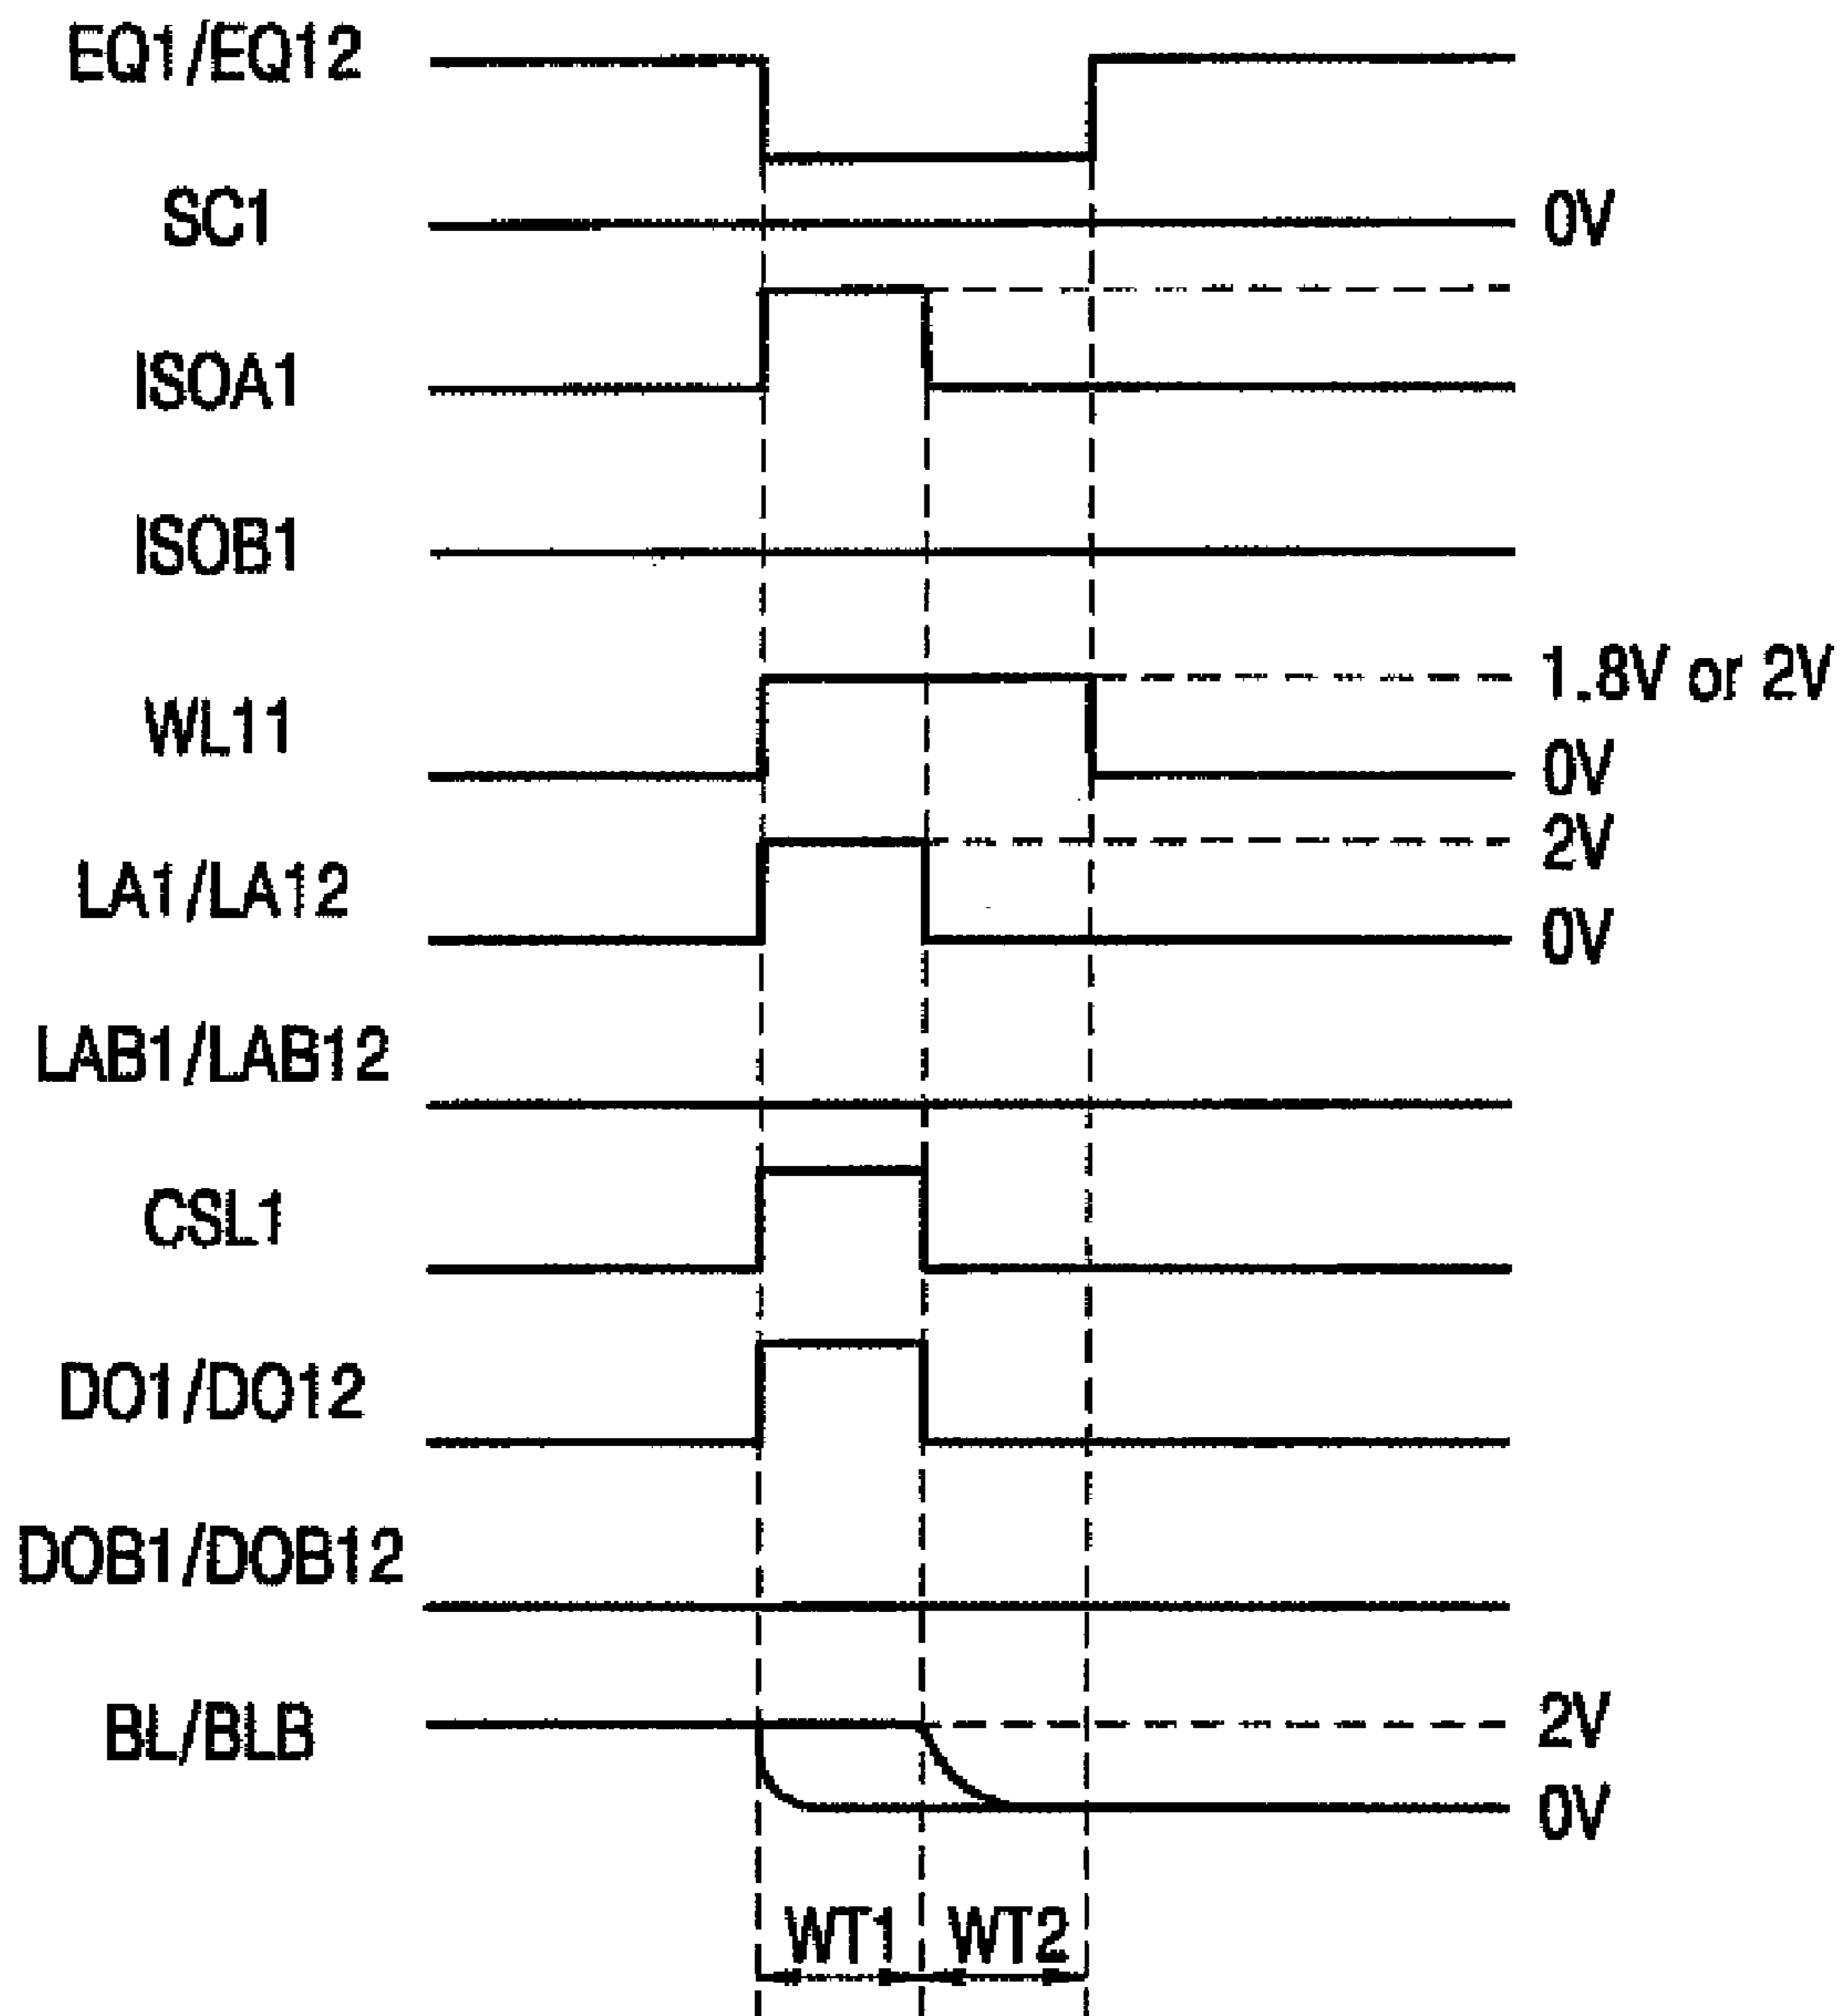 EQ1/EQ12
SC1 0V
ISOA1
ISOB1
WL11 1.8V or 2V
0V
LA1/LA12 2V
0V
LAB1/LAB12
CSL1
DO1/DO12
DOB1/DOB12
BL/BLB 2V
0V
WT1 WT2